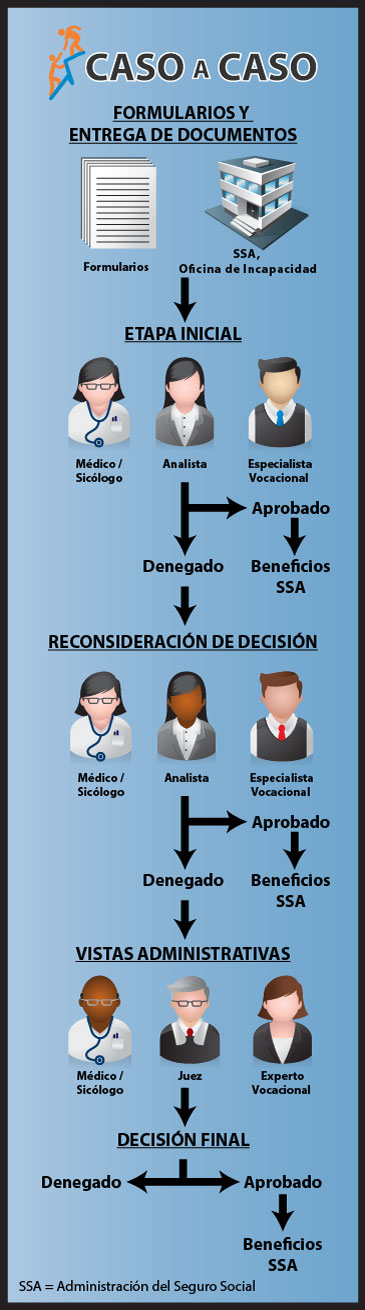 CASO A CASO
FORMULARIOS Y
ENTREGA DE DOCUMENTOS
Formularios
SSA,
Oficina de Incapacidad
ETAPA INICIAL
Médico /
Sicólogo
Analista
Especialista
Vocacional
Aprobado
Denegado
Beneficios
SSA
RECONSIDERACIÓN DE DECISIÓN
Médico /
Sicólogo
Analista
Especialista
Vocacional
Aprobado
Denegado
Beneficios
SSA
VISTAS ADMINISTRATIVAS
Médico /
Sicólogo
Juez
Experto
Vocacional
DECISIÓN FINAL
Denegado
Aprobado
Beneficios
SSA
SSA = Administración del Seguro Social